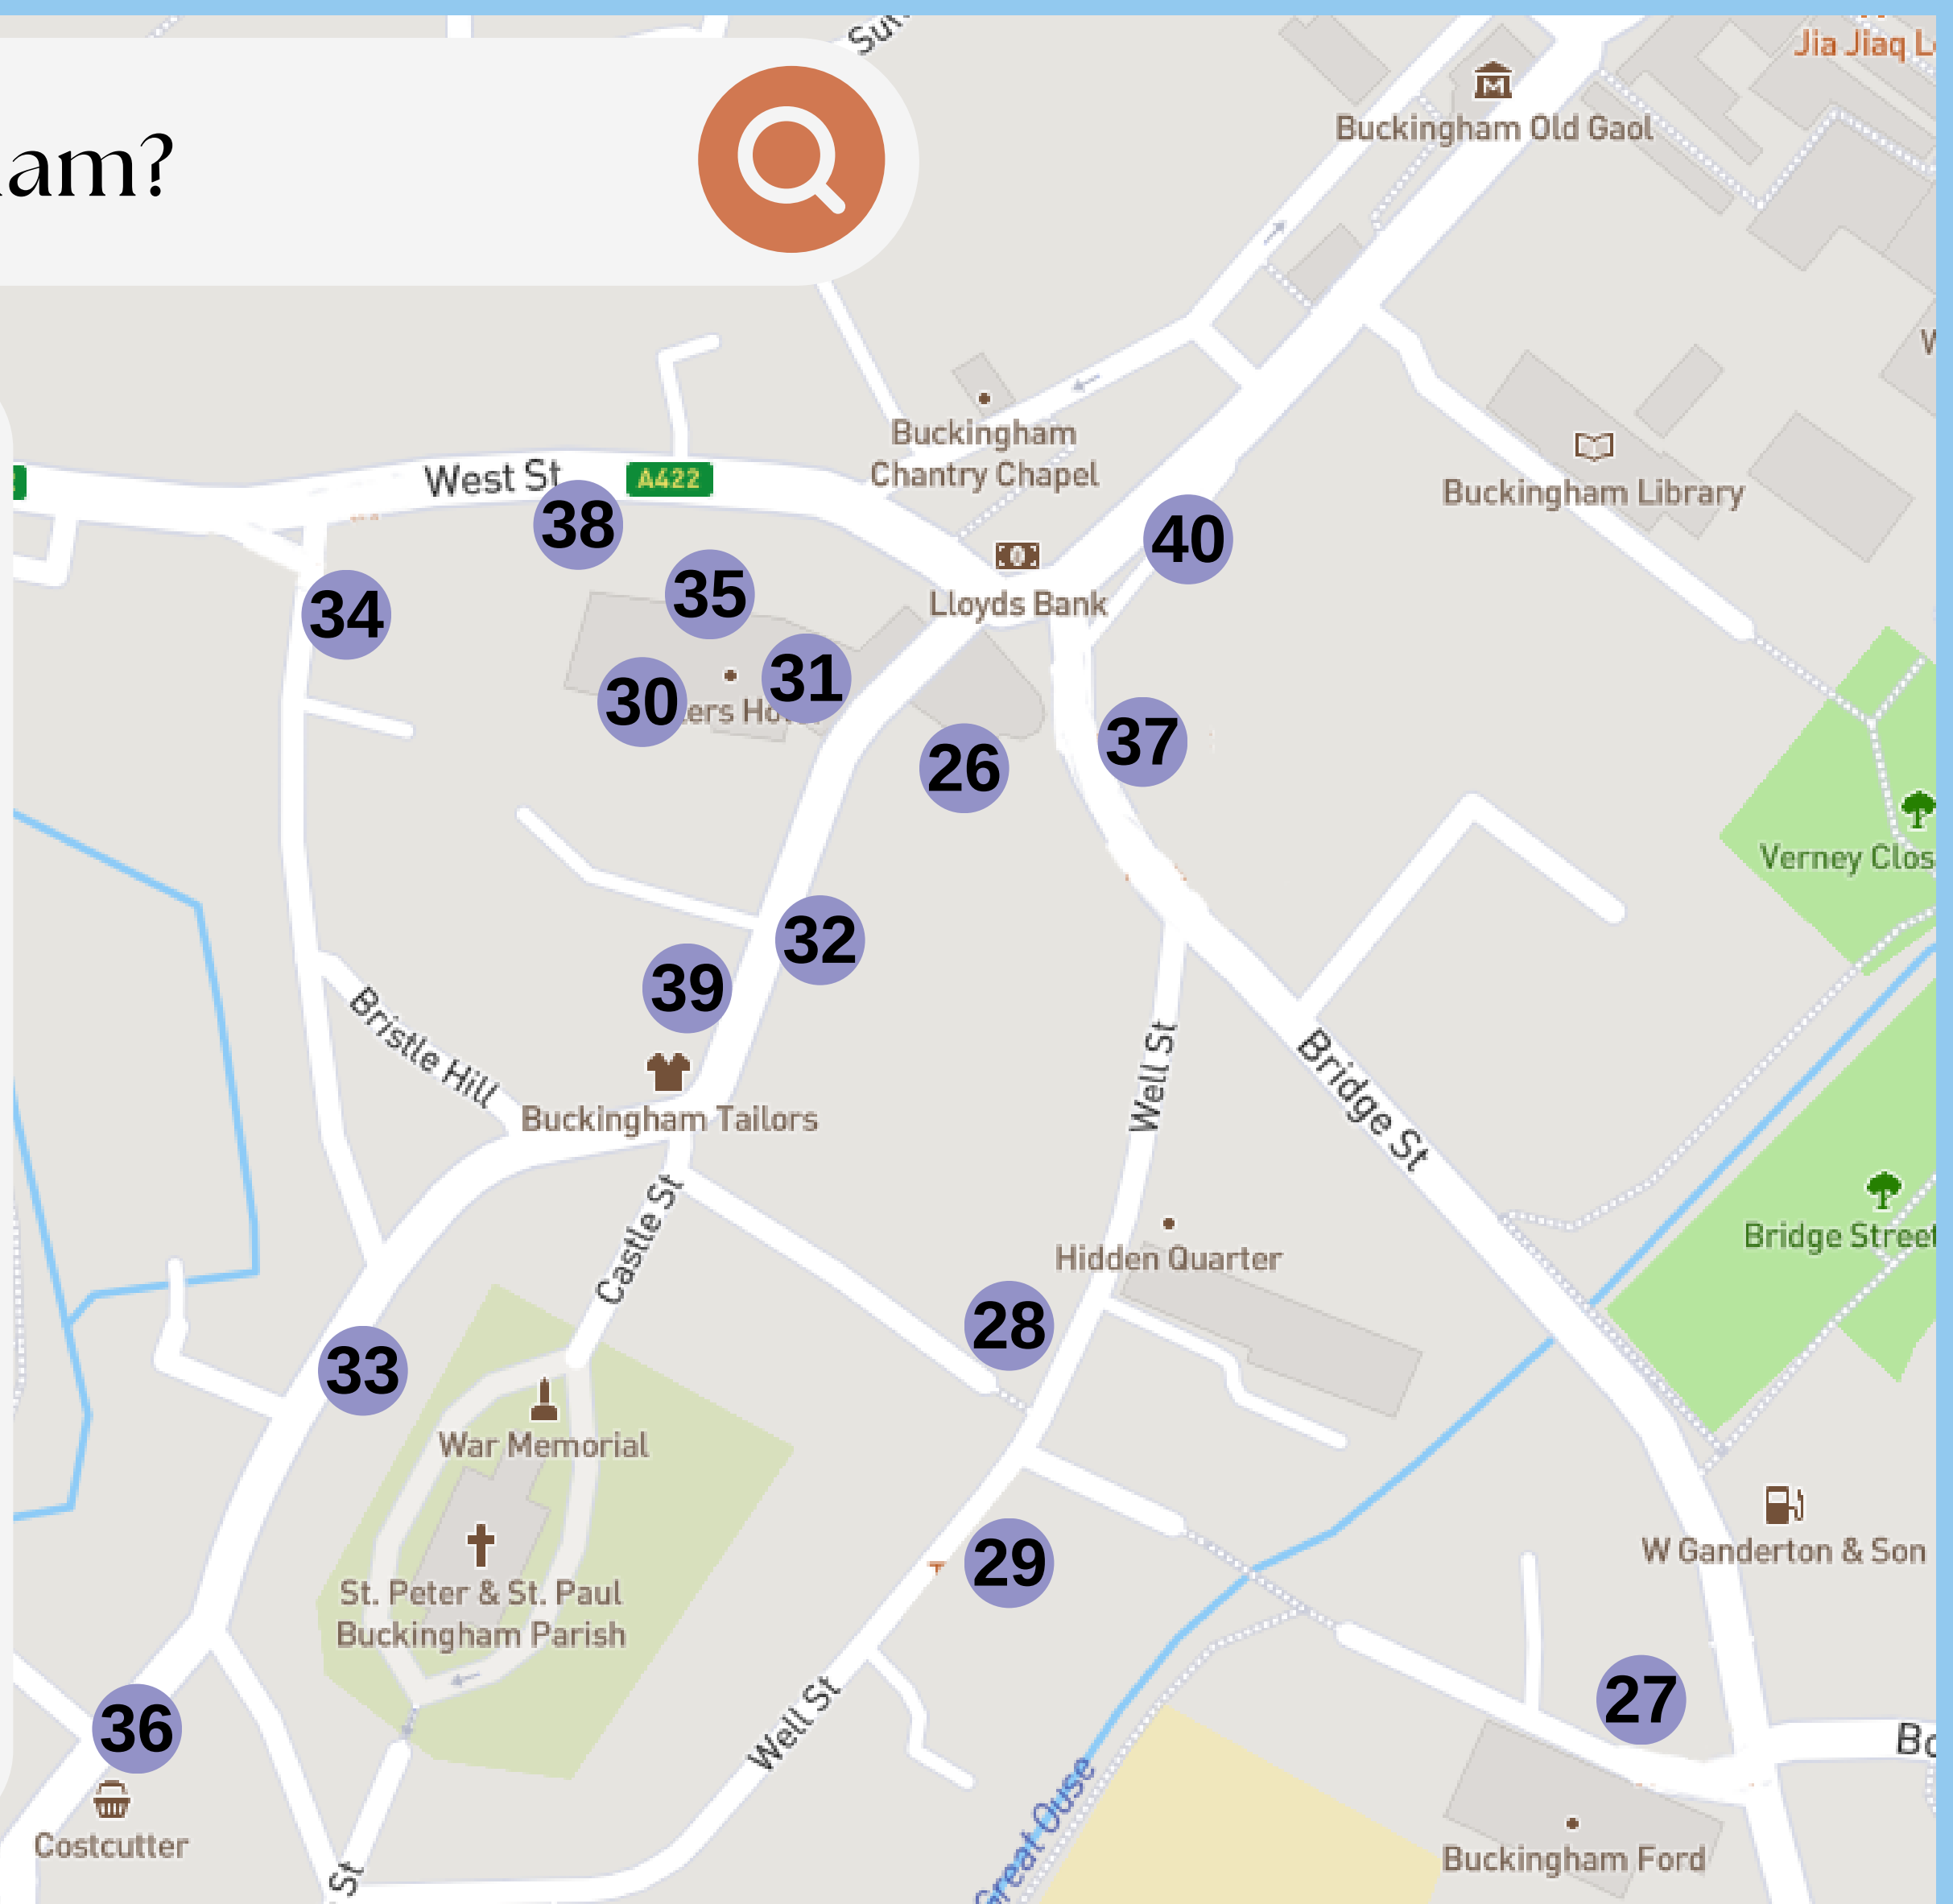 Jia Jiaq
Buckingham Old Gaol
am?
Buckingham
Chantry Chapel
Buckingham Library
West St
A422
38
40
35
Lloyds Bank
34
31
30
37
26
Verney Clos
32
39
Bristle Hill
Well St
Bridge St
Buckingham Tailors
Castle St
Bridge Street
Hidden Quarter
28
33
War Memorial
W Ganderton & Son
29
St. Peter & St. Paul
Buckingham Parish
27
36
Well St
Great Ouse
Costcutter
Buckingham Ford
St